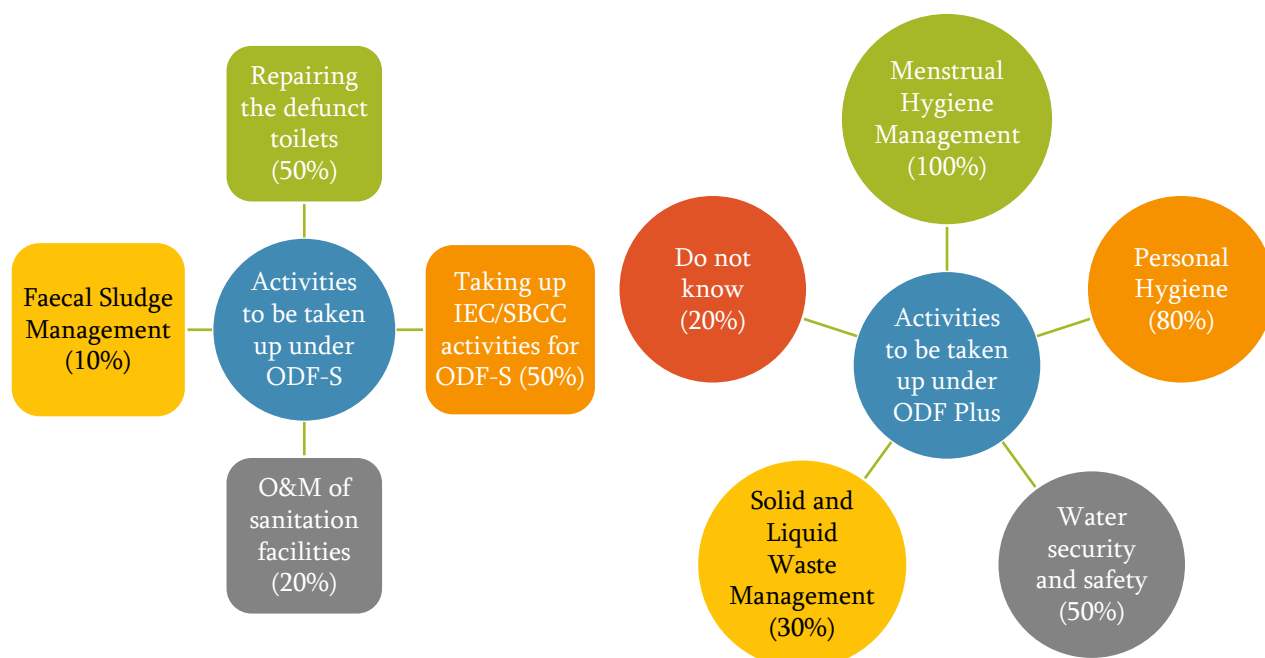 Repairing
the defunct
toilets
(50%)
Faecal Sludge
Management
(10%)
Activities
to be taken
up under
ODF-S
Taking up
IEC/SBCC
activities for
ODF-S (50%)
O&M of
sanitation
facilities
(20%)
Menstrual
Hygiene
Management
(100%)
Do not
know
(20%)
Personal
Hygiene
(80%)
Activities
to be taken
up under
ODF Plus
Solid and
Liquid
Waste
Management
(30%)
Water
security
and safety
(50%)